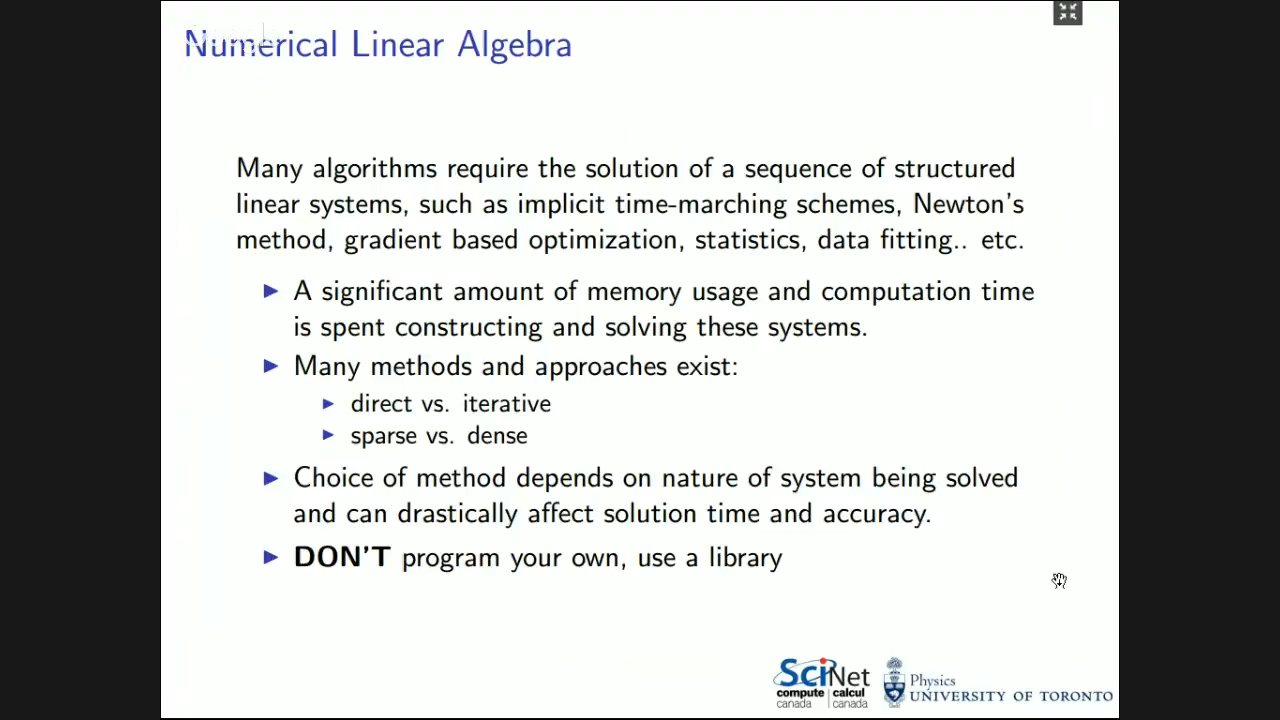 Numerical Linear Algebra
Many algorithms require the solution of a sequence of structured
linear systems, such as implicit time-marching schemes, Newton's
method, gradient based optimization, statistics, data fitting.. etc.
► A significant amount of memory usage and computation time
is spent constructing and solving these systems.
► Many methods and approaches exist:
► direct vs. iterative
► sparse vs. dense
► Choice of method depends on nature of system being solved
and can drastically affect solution time and accuracy.
► DON'T program your own, use a library
SciNet
compute | calcul
canada | canada
Physics
UNIVERSITY OF TORONTO